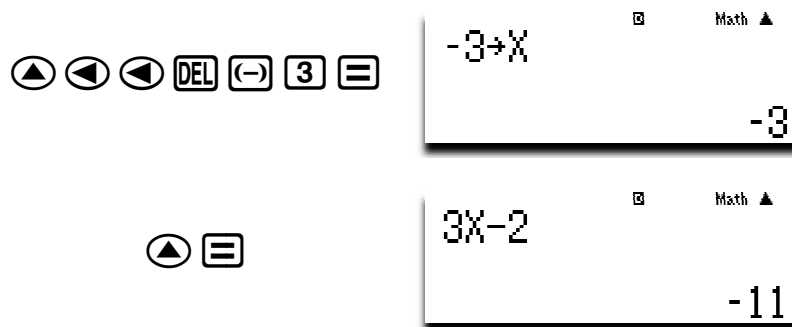 D Math ▲
-3→X
▲ ◀ ◀ DEL (-) 3 =
-3
D Math ▲
3X-2
▲ =
-11